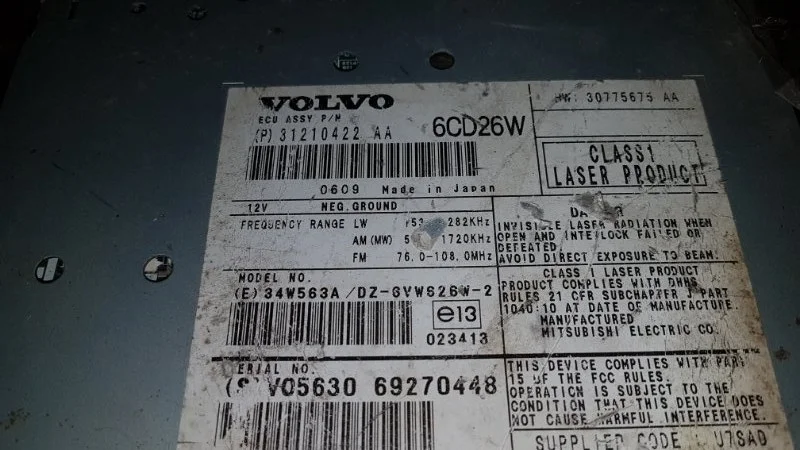 VOLVO
ECU ASSY P/N
(P) 31210422 AA
6CD26W
0609 Made in Japan
12V NEG.GROUND
FREQUENCY RANGE LW 282KHz
AM(MW) 1720KHz
FM 76.0-108.0MHz
MODEL NO.
(E) 34W563A/DZ-6VW626W-2
e13
023413
SERIAL NO.
VO5630 69270448
HW: 30775675 AA
CLASS1
LASER PRODUCT
INVISIBLE LASER RADIATION WHEN
OPEN AND INTERLOCK FAILED OR
DEFEATED.
AVOID DIRECT EXPOSURE TO BEAM.
CLASS 1 LASER PRODUCT
PRODUCT COMPLIES WITH DHHS
RULES 21 CFR SUBCHAPTER J PART
1040:10 AT DATE OF MANUFACTURE.
MANUFACTURED
MITSUBISHI ELECTRIC CO.
THIS DEVICE COMPLIES WITH PART
15 OF THE FCC RULES.
OPERATION IS SUBJECT TO THE
CONDITION THAT THIS DEVICE DOES
NOT CAUSE HARMFUL INTERFERENCE.
SUPPLIER CODE : U7SAD